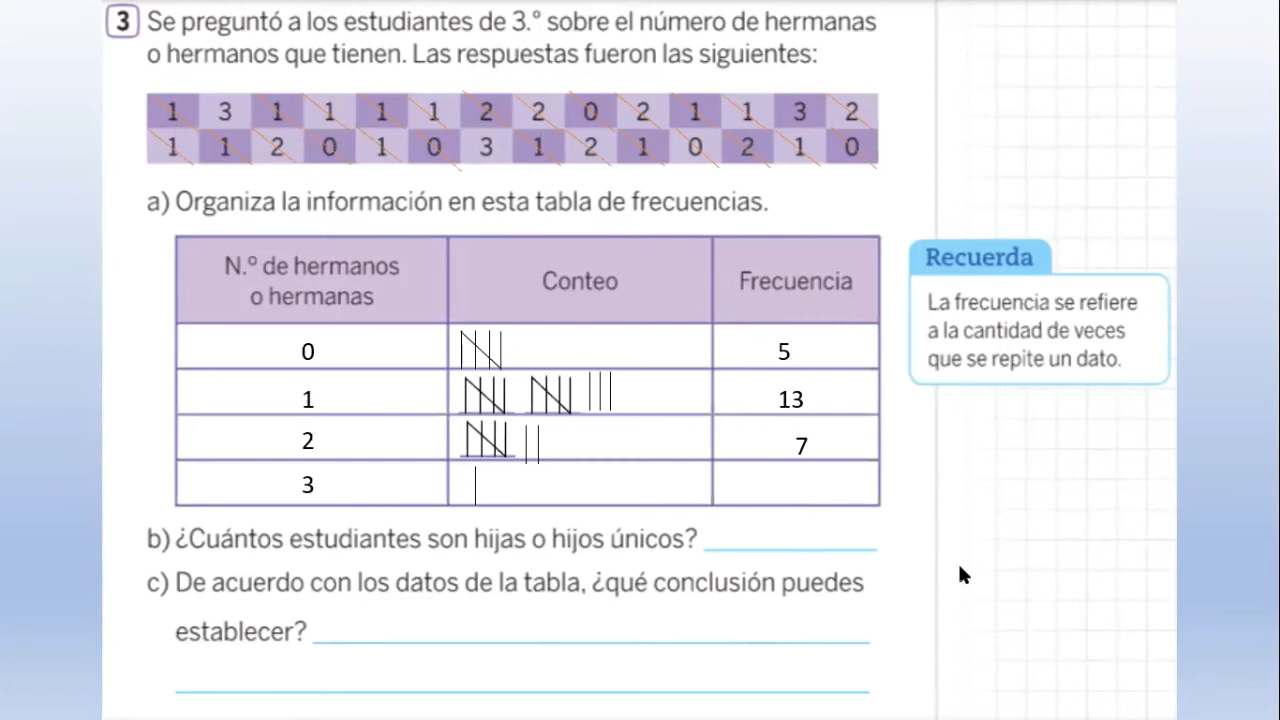 3 Se preguntó a los estudiantes de 3.º sobre el número de hermanas
o hermanos que tienen. Las respuestas fueron las siguientes:
1 3 1 1 1 1 2 2 0 2 1 1 3 2
1 1 2 0 1 0 3 1 2 1 0 2 1 0
a) Organiza la información en esta tabla de frecuencias.
N.º de hermanos
o hermanas
Conteo
Frecuencia
0 5
1 13
2 7
3
Recuerda
La frecuencia se refiere
a la cantidad de veces
que se repite un dato.
b) ¿Cuántos estudiantes son hijas o hijos únicos?
c) De acuerdo con los datos de la tabla, ¿qué conclusión puedes
establecer?